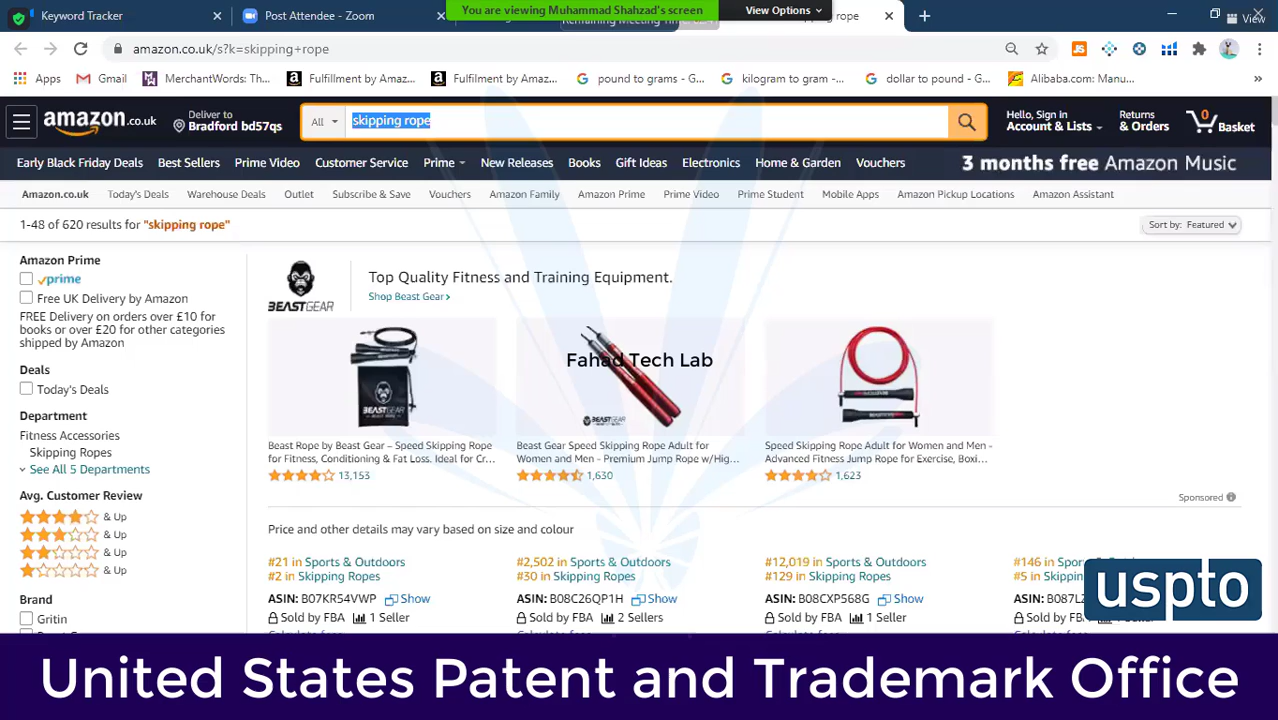 Keyword Tracker
Post Attendee - Zoom
You are viewing Muhammad Shahzad's screen
View Options
View
amazon.co.uk/s?k=skipping+rope
Apps
Gmail
MerchantWords: Th...
Fulfillment by Amaz...
Fulfilment by Amaz...
pound to grams - G...
kilogram to gram - ...
dollar to pound - G...
Alibaba.com: Manu...
»
amazon.co.uk
Deliver to
Bradford bd57qs
All
skipping rope
Hello, Sign in
Account & Lists
Returns
& Orders
0
Basket
Early Black Friday Deals
Best Sellers
Prime Video
Customer Service
Prime
New Releases
Books
Gift Ideas
Electronics
Home & Garden
Vouchers
3 months free Amazon Music
Amazon.co.uk
Today's Deals
Warehouse Deals
Outlet
Subscribe & Save
Vouchers
Amazon Family
Amazon Prime
Prime Video
Prime Student
Mobile Apps
Amazon Pickup Locations
Amazon Assistant
1-48 of 620 results for "skipping rope"
Sort by: Featured
Amazon Prime
prime
Free UK Delivery by Amazon
FREE Delivery on orders over £10 for
books or over £20 for other categories
shipped by Amazon
Deals
Today's Deals
Department
Fitness Accessories
Skipping Ropes
See All 5 Departments
Avg. Customer Review
& Up
& Up
& Up
& Up
Brand
Gritin
BEASTGEAR
Top Quality Fitness and Training Equipment.
Shop Beast Gear
BEASTGEAR
BEASTGEAR
Fahad Tech Lab
Beast Rope by Beast Gear – Speed Skipping Rope
for Fitness, Conditioning & Fat Loss. Ideal for Cr...
13,153
Beast Gear Speed Skipping Rope Adult for
Women and Men - Premium Jump Rope w/Hig...
1,630
Speed Skipping Rope Adult for Women and Men -
Advanced Fitness Jump Rope for Exercise, Boxi...
1,623
Sponsored
Price and other details may vary based on size and colour
#21 in Sports & Outdoors
#2 in Skipping Ropes
ASIN: B07KR54VWP Show
Sold by FBA 1 Seller
#2,502 in Sports & Outdoors
#30 in Skipping Ropes
ASIN: B08C26QP1H Show
Sold by FBA 2 Sellers
#12,019 in Sports & Outdoors
#129 in Skipping Ropes
ASIN: B08CXP568G Show
Sold by FBA 1 Seller
#146 in
#5 in Skipping Ropes
ASIN:
Sold by FBA
uspto
United States Patent and Trademark Office